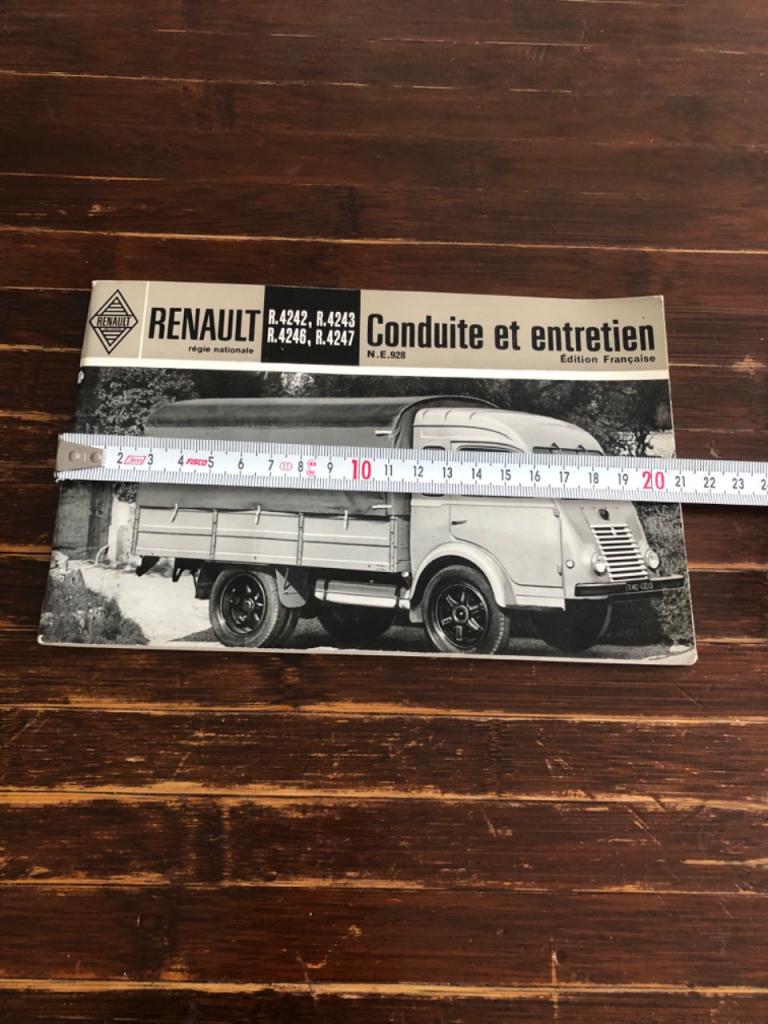 RENAULT
RENAULT
régie nationale
R.4242, R.4243
R.4246, R.4247
Conduite et entretien
N.E.928
Édition Française
2 3m 3 4 FISCO 5 6 7 8 9 10 11 12 13 14 15 16 17 18 19 20 21 22 23